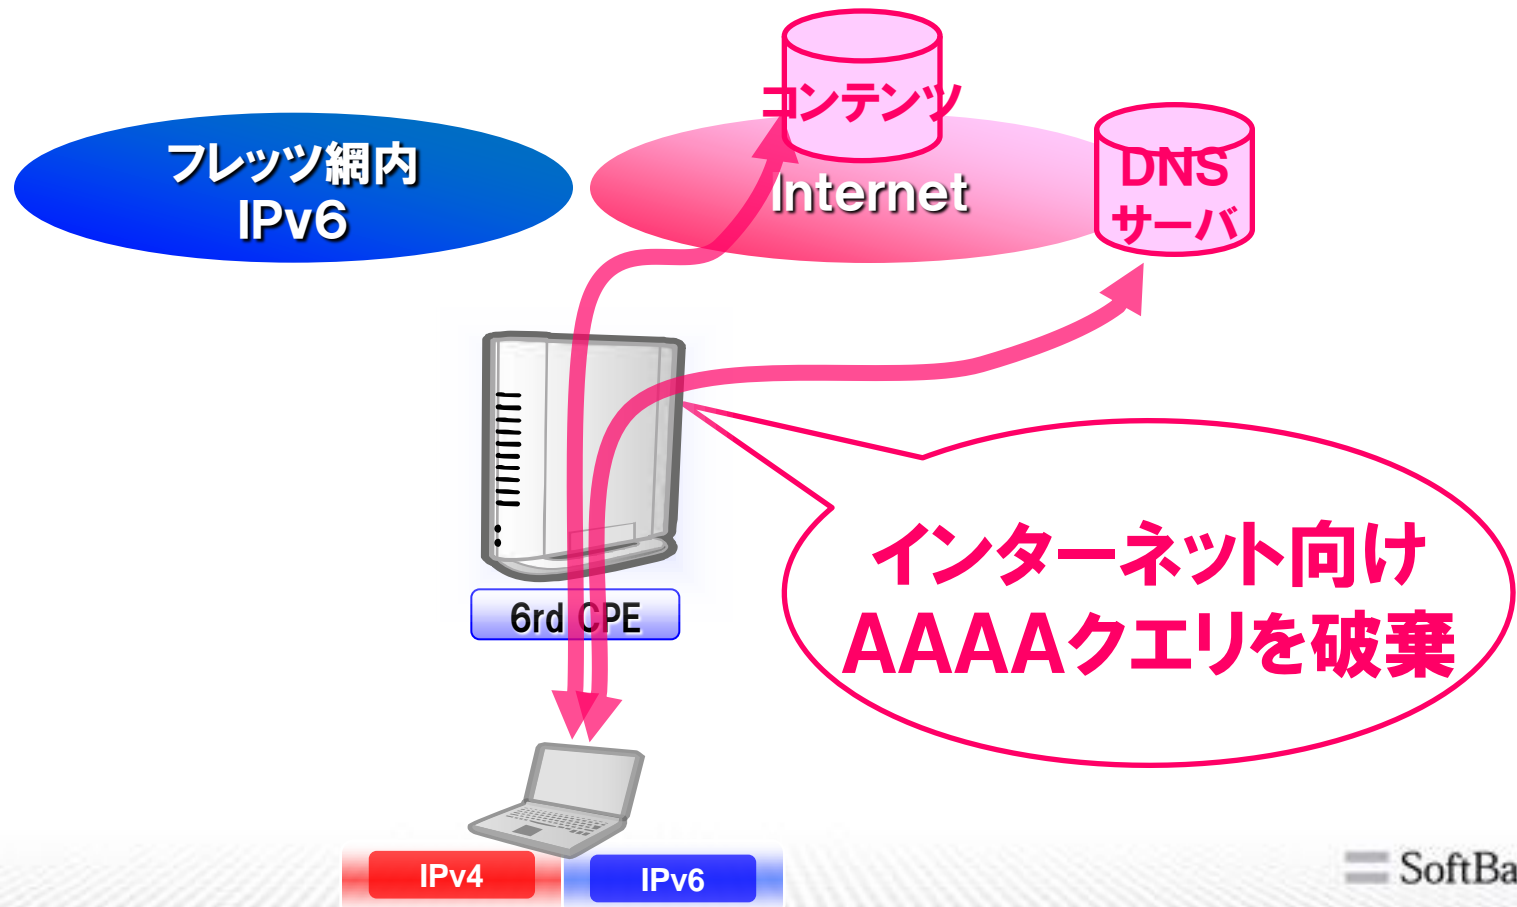 コンテンツ
フレッツ網内
IPv6
Internet
DNS
サーバ
インターネット向け
AAAAクエリを破棄
6rd CPE
IPv4
IPv6
SoftBa